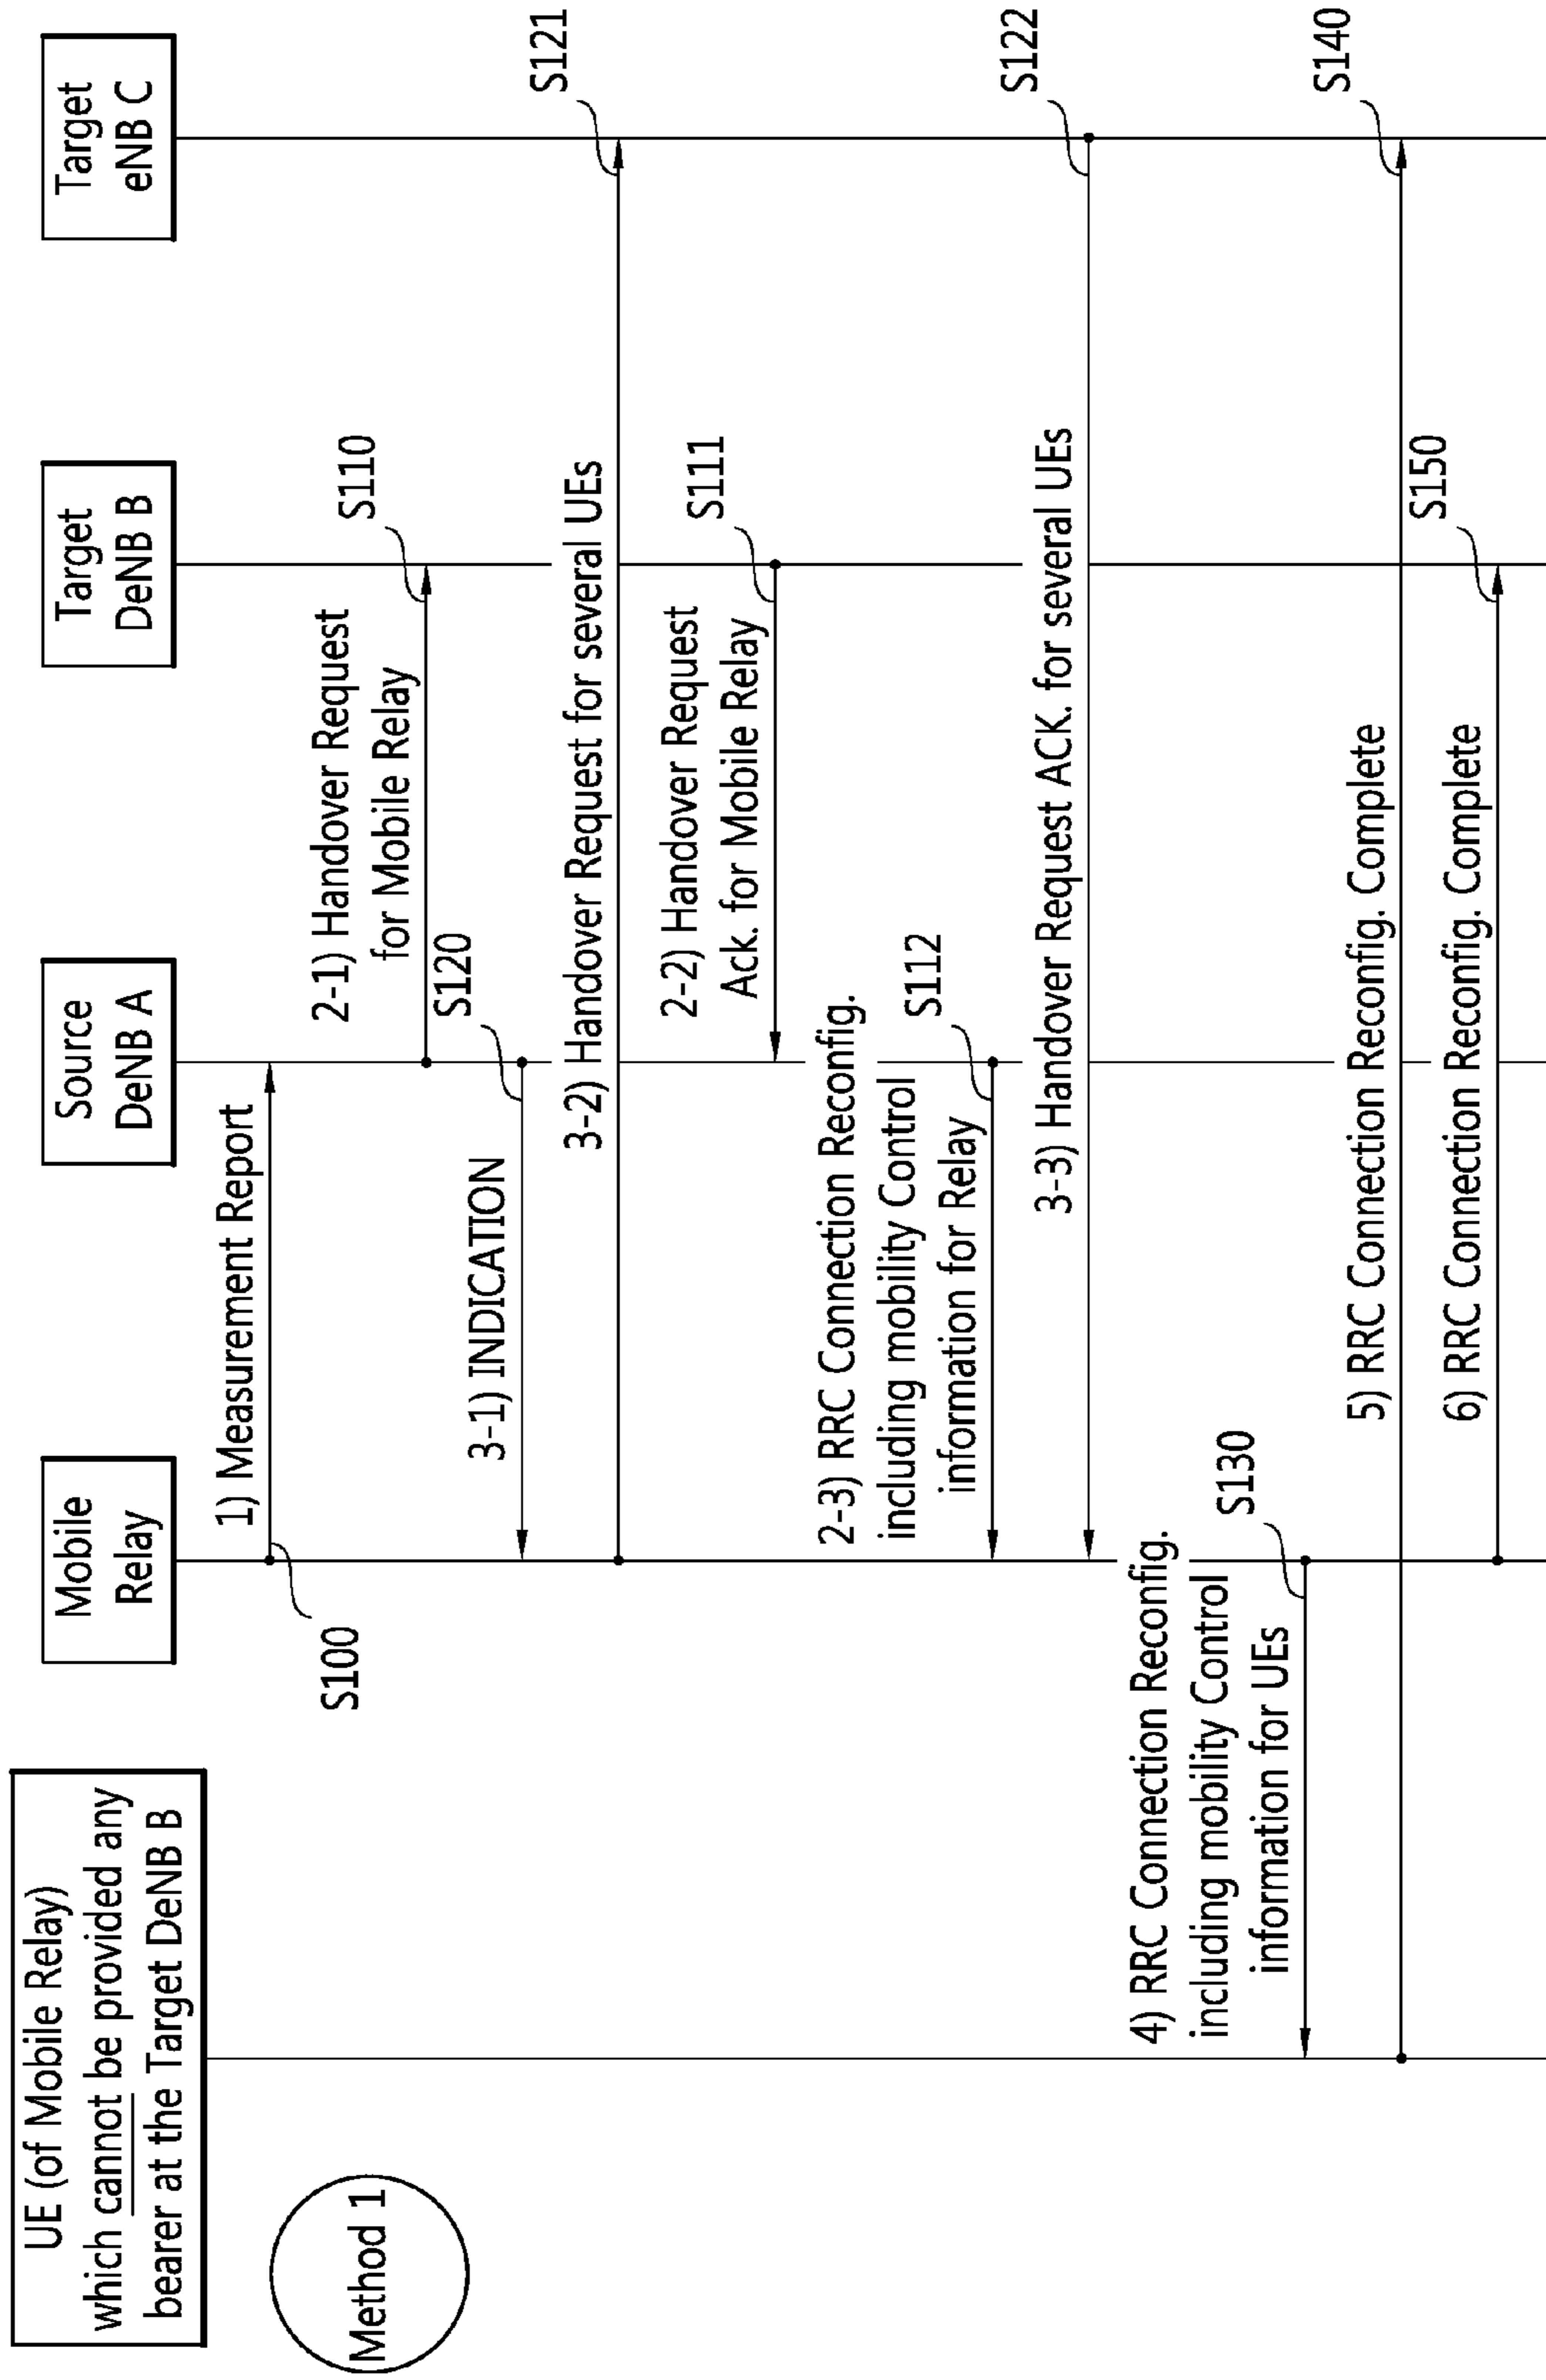 UE (of Mobile Relay)
which cannot be provided any
bearer at the Target DeNB B
Mobile
Relay
Source
DeNB A
Target
DeNB B
Target
eNB C
Method 1
1) Measurement Report
S100
2-1) Handover Request
for Mobile Relay
S110
S120
3-1) INDICATION
3-2) Handover Request for several UEs
S121
2-2) Handover Request
Ack. for Mobile Relay
S111
2-3) RRC Connection Reconfig.
including mobility Control
information for Relay
S112
3-3) Handover Request ACK. for several UEs
S122
4) RRC Connection Reconfig.
including mobility Control
information for UEs
S130
5) RRC Connection Reconfig. Complete
S140
6) RRC Connection Reconfig. Complete
S150